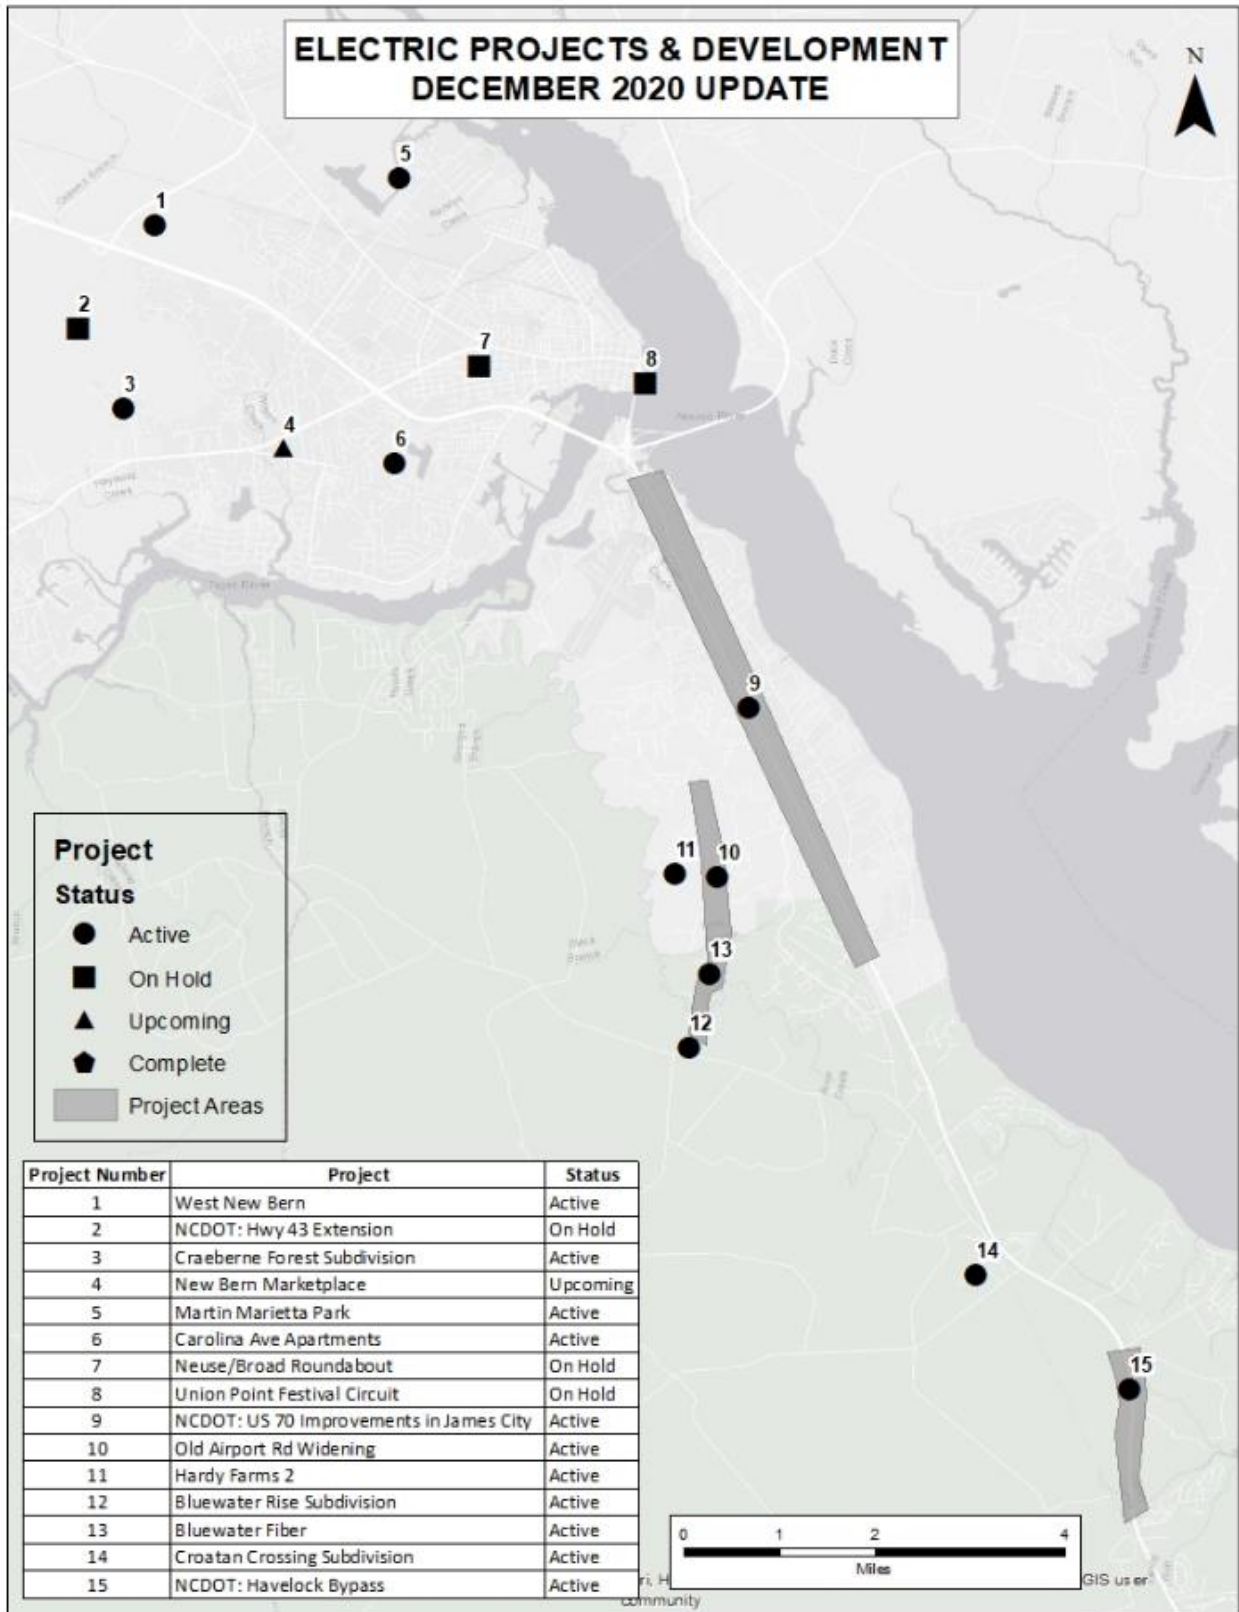 ELECTRIC PROJECTS & DEVELOPMENT
DECEMBER 2020 UPDATE
N
5
1
2
7
8
3
4
6
Neuse River
Trent River
9
11
10
13
12
14
15
Project
Status
Active
On Hold
Upcoming
Complete
Project Areas
Project Number Project Status
1 West New Bern Active
2 NCDOT: Hwy 43 Extension On Hold
3 Craeberne Forest Subdivision Active
4 New Bern Marketplace Upcoming
5 Martin Marietta Park Active
6 Carolina Ave Apartments Active
7 Neuse/Broad Roundabout On Hold
8 Union Point Festival Circuit On Hold
9 NCDOT: US 70 Improvements in James City Active
10 Old Airport Rd Widening Active
11 Hardy Farms 2 Active
12 Bluewater Rise Subdivision Active
13 Bluewater Fiber Active
14 Croatan Crossing Subdivision Active
15 NCDOT: Havelock Bypass Active
0 1 2 4
Miles
ri, H
GIS user
community